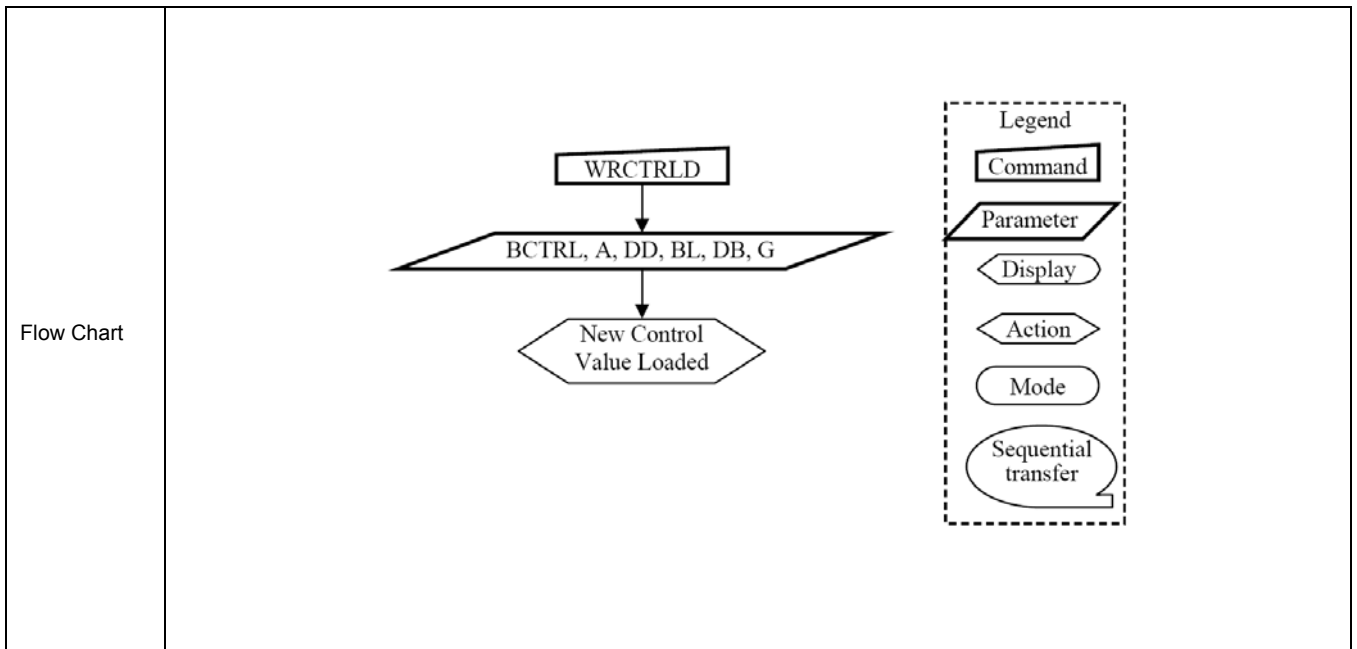 Flow Chart
WRCTRLD
BCTRL, A, DD, BL, DB, G
New Control
Value Loaded
Legend
Command
Parameter
Display
Action
Mode
Sequential
transfer